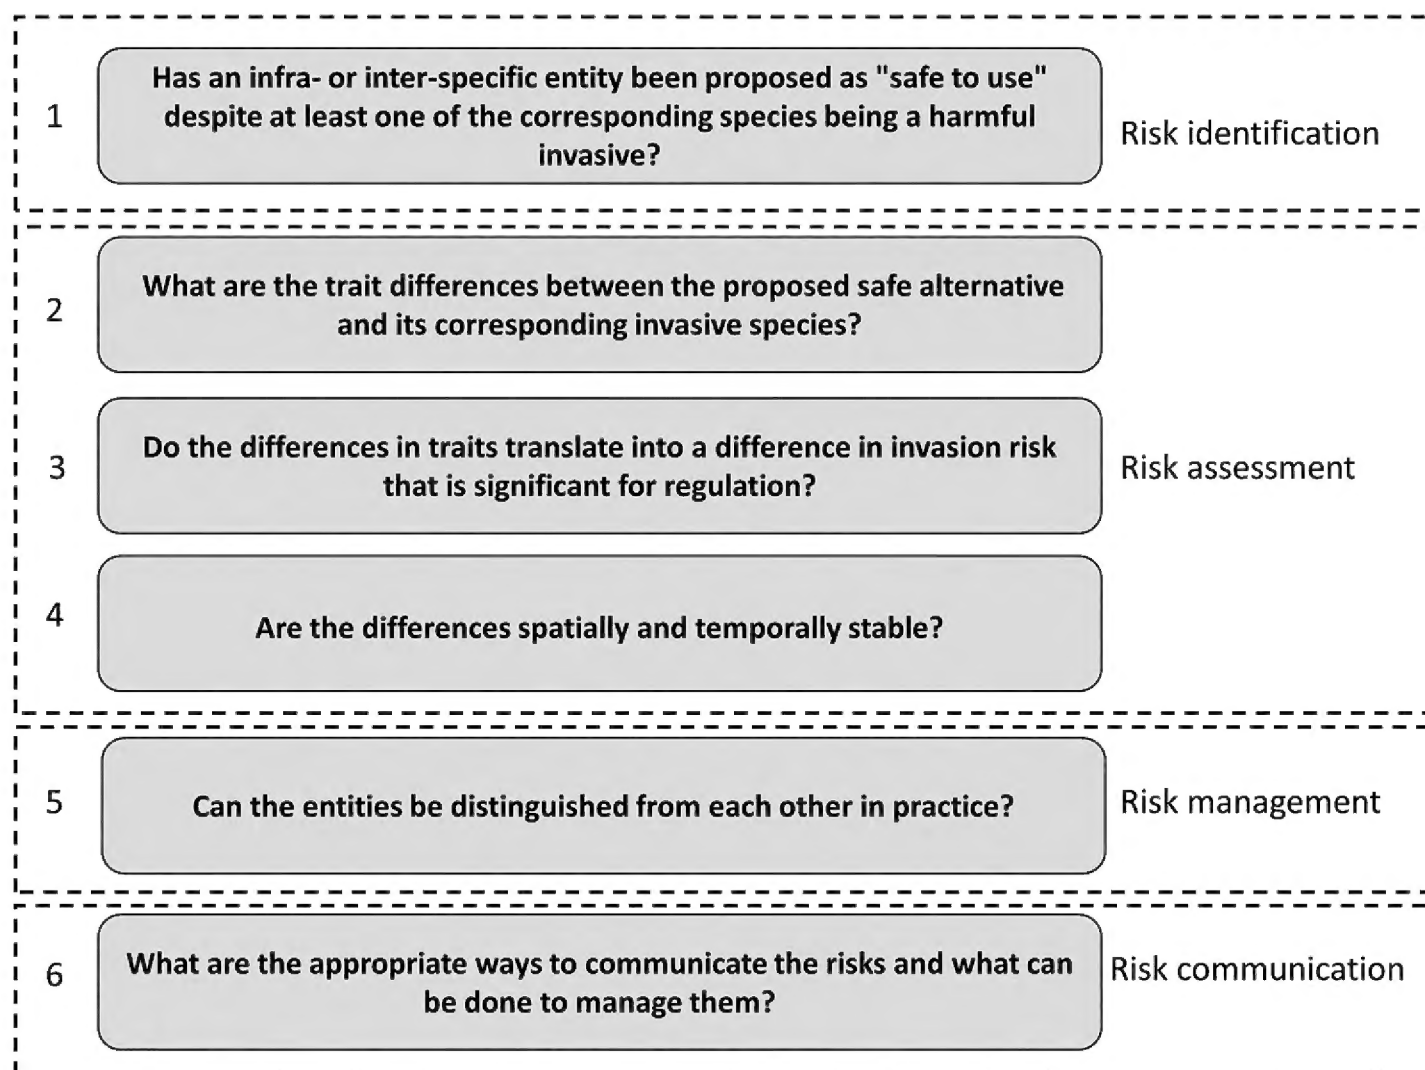 1
Has an infra- or inter-specific entity been proposed as "safe to use"
despite at least one of the corresponding species being a harmful
invasive?
Risk identification
2
What are the trait differences between the proposed safe alternative
and its corresponding invasive species?
3
Do the differences in traits translate into a difference in invasion risk
that is significant for regulation?
Risk assessment
4
Are the differences spatially and temporally stable?
5
Can the entities be distinguished from each other in practice?
Risk management
6
What are the appropriate ways to communicate the risks and what can
be done to manage them?
Risk communication